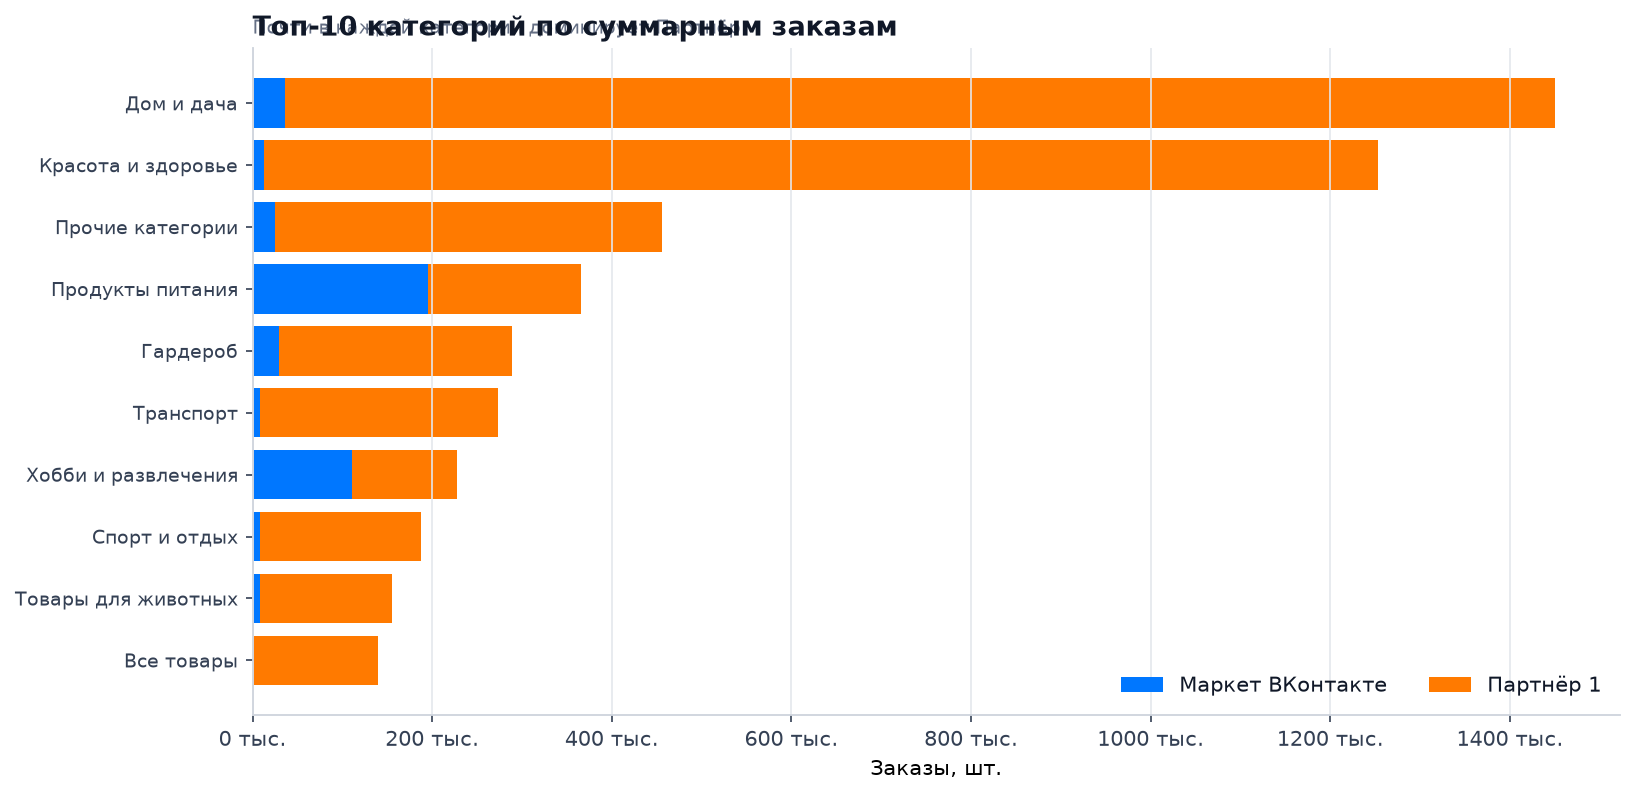 Топ-10 категорий по суммарным заказам
Дом и дача
Красота и здоровье
Прочие категории
Продукты питания
Гардероб
Транспорт
Хобби и развлечения
Спорт и отдых
Товары для животных
Все товары
Маркет ВКонтакте
Партнёр 1
0 тыс.
200 тыс.
400 тыс.
600 тыс.
800 тыс.
1000 тыс.
1200 тыс.
1400 тыс.
Заказы, шт.